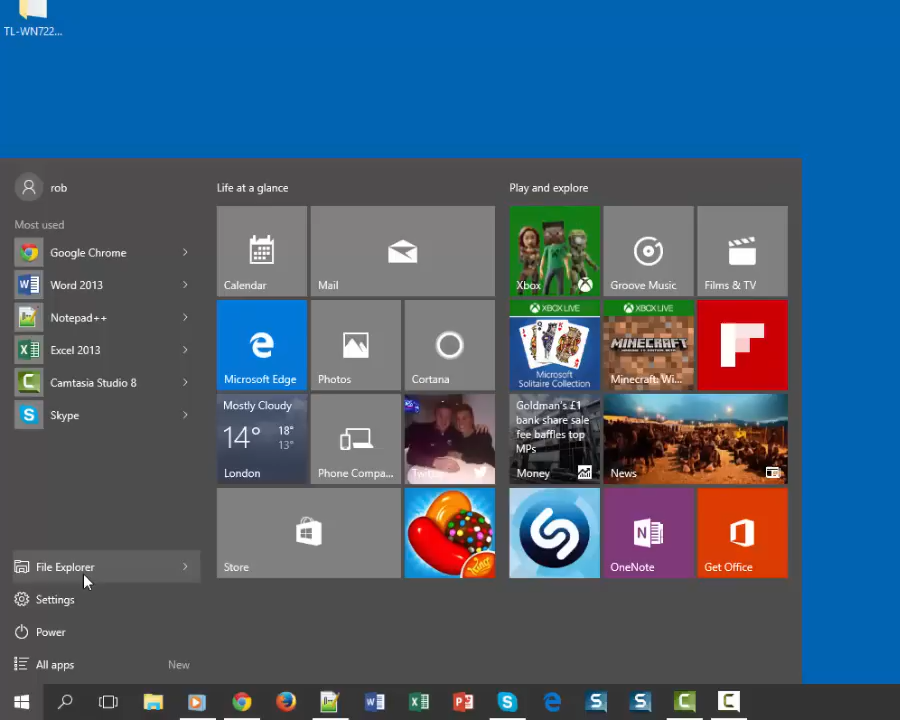 TL-WN722...
rob
Most used
Google Chrome
Word 2013
Notepad++
Excel 2013
Camtasia Studio 8
Skype
File Explorer
Settings
Power
All apps
New
Life at a glance
Calendar
Mail
Microsoft Edge
Photos
Cortana
Mostly Cloudy
14°
18°
13°
London
Phone Compa...
Twitter
Store
King
Play and explore
Xbox
Groove Music
Films & TV
XBOX LIVE
Microsoft
Solitaire Collection
XBOX LIVE
MINECRAFT
Minecraft: Wi...
Goldman's £1
bank share sale
fee baffles top
MPs
Money
News
OneNote
Get Office